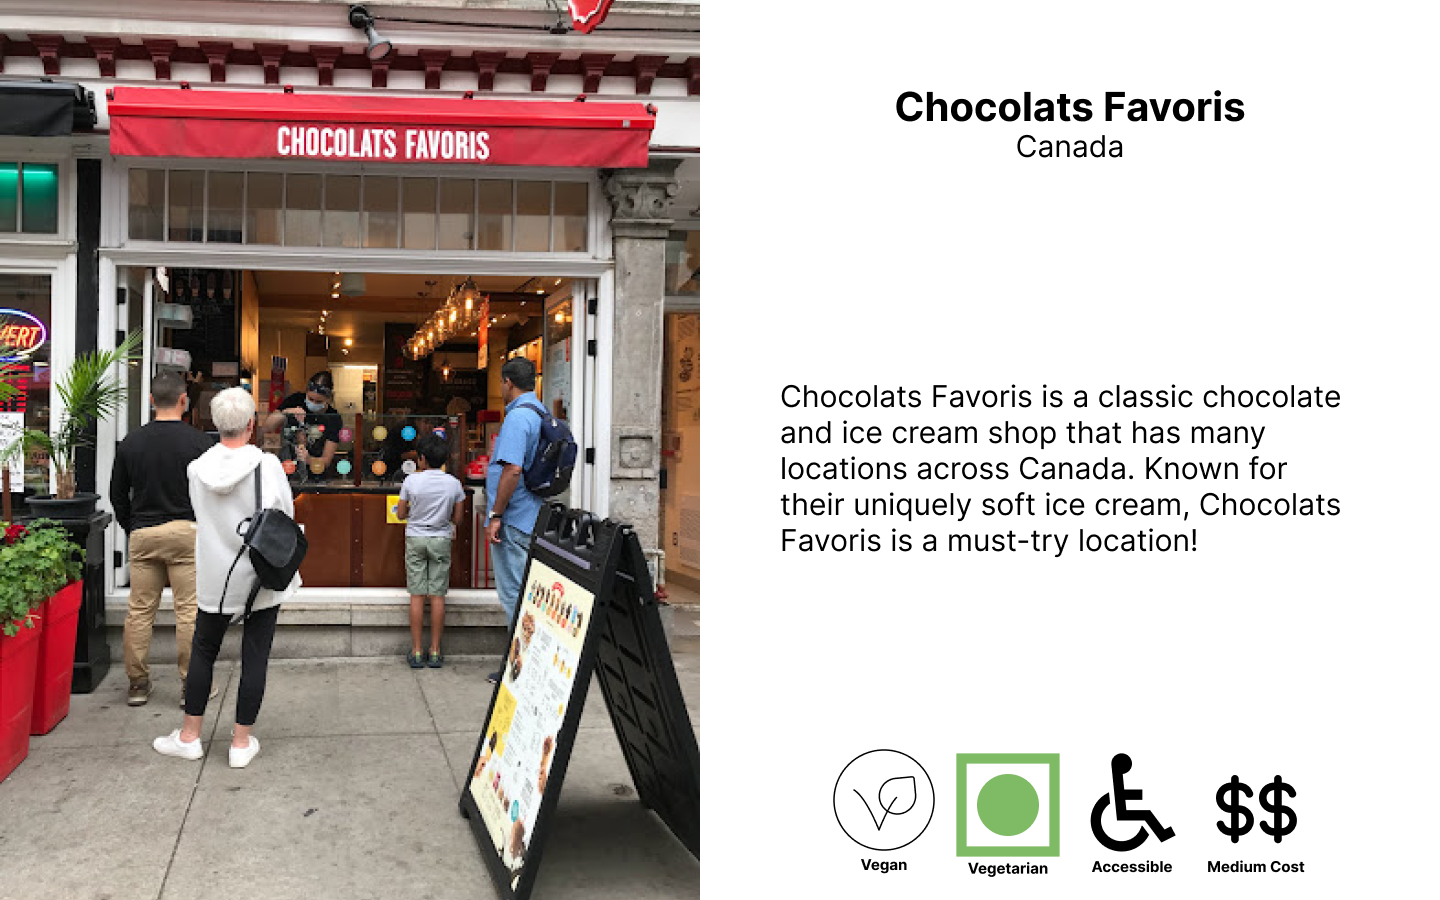 CHOCOLATS FAVORIS
VERT
Chocolats Favoris
Canada
Chocolats Favoris is a classic chocolate
and ice cream shop that has many
locations across Canada. Known for
their uniquely soft ice cream, Chocolats
Favoris is a must-try location!
Vegan
Vegetarian
Accessible
Medium Cost
$$